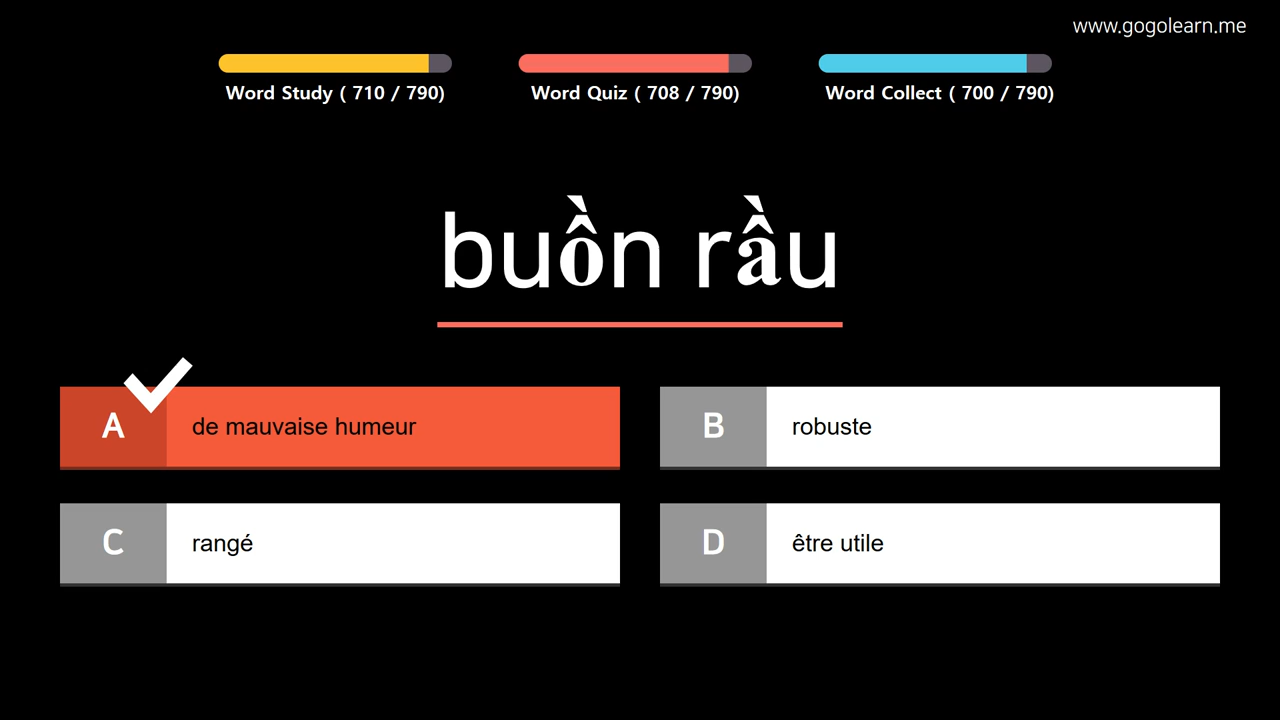 www.gogolearn.me
Word Study ( 710 / 790)
Word Quiz ( 708 / 790)
Word Collect ( 700 / 790)
buồn rầu
A
de mauvaise humeur
B
robuste
C
rangé
D
être utile